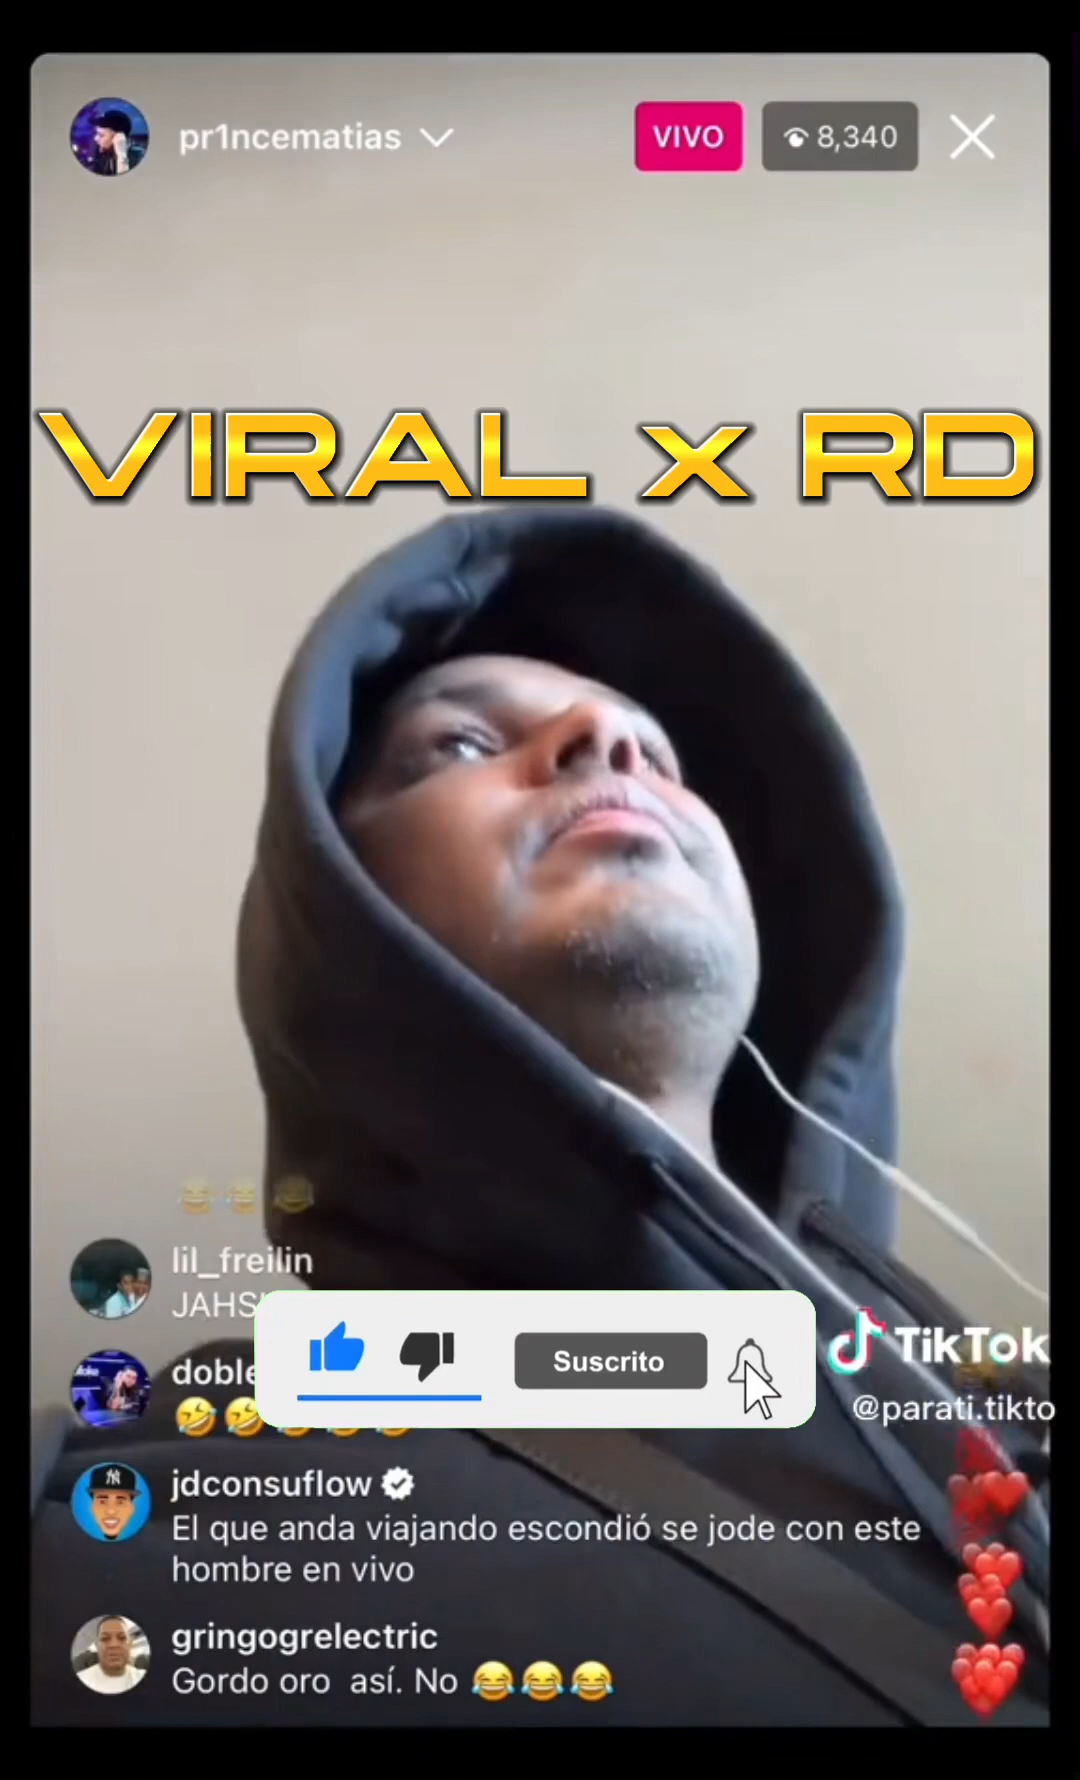 pr1ncematias
VIVO
8,340
VIRAL x RD
lil_freilin
doble
Suscrito
TikTok
@parati.tikto
jdconsuflow
El que anda viajando escondió se jode con este
hombre en vivo
gringogrelectric
Gordo oro así. No 😂😂😂